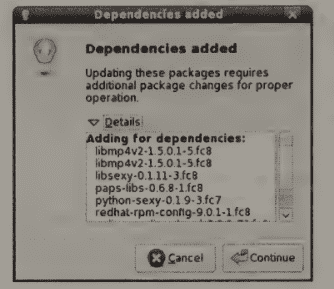 Dependencies added
Dependencies added
Updating these packages requires
additional package changes for proper
operation.
Details
Adding for dependencies:
libmp4v2-1.5.0.1-5.fc8
libmp4v2-1.5.0.1-5.fc8
libsexy-0.1.11-3.fc8
paps-libs-0.6.8-1.fc8
python-sexy-0.1.9-3.fc7
redhat-rpm-config-9.0.1-1.fc8
Cancel
Continue